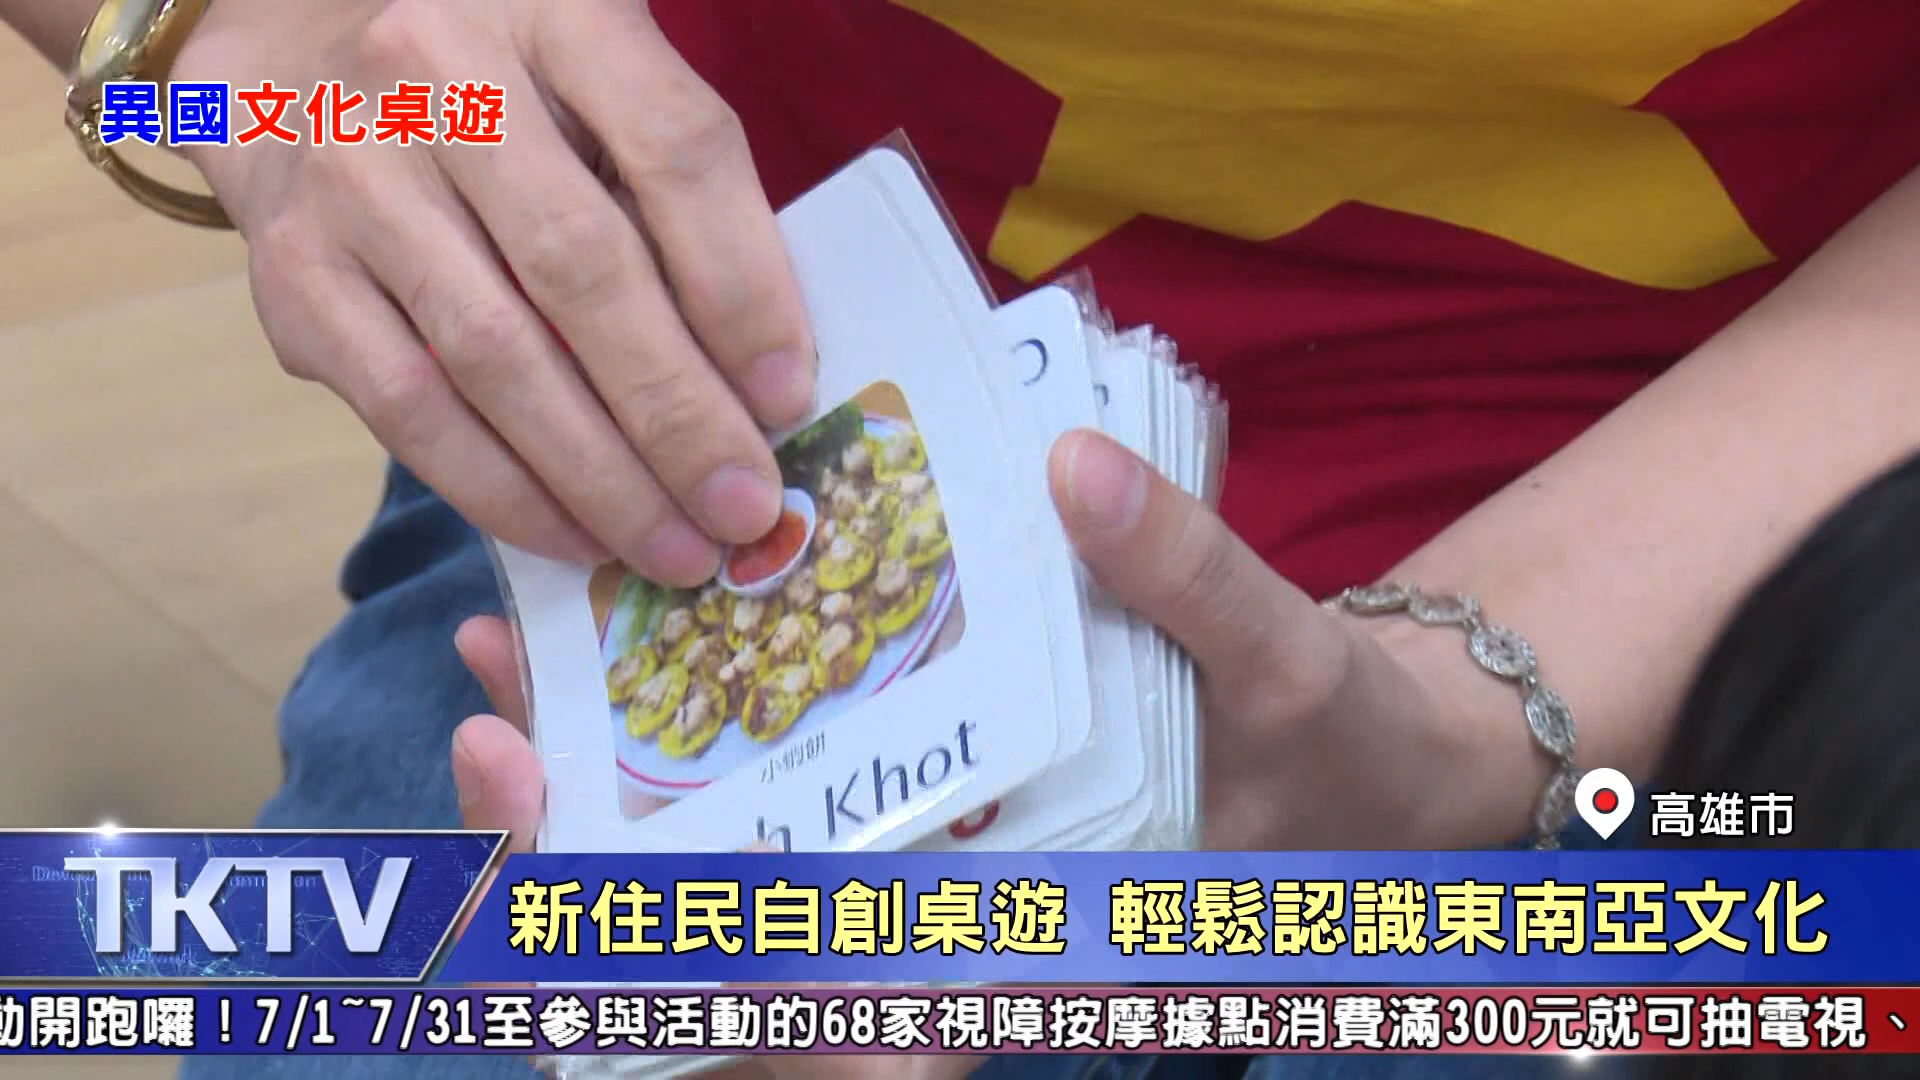 異國文化桌遊
小蝦餅
h Khot
高雄市
TKTV
新住民自創桌遊 輕鬆認識東南亞文化
動開跑囉！7/1~7/31至參與活動的68家視障按摩據點消費滿300元就可抽電視、